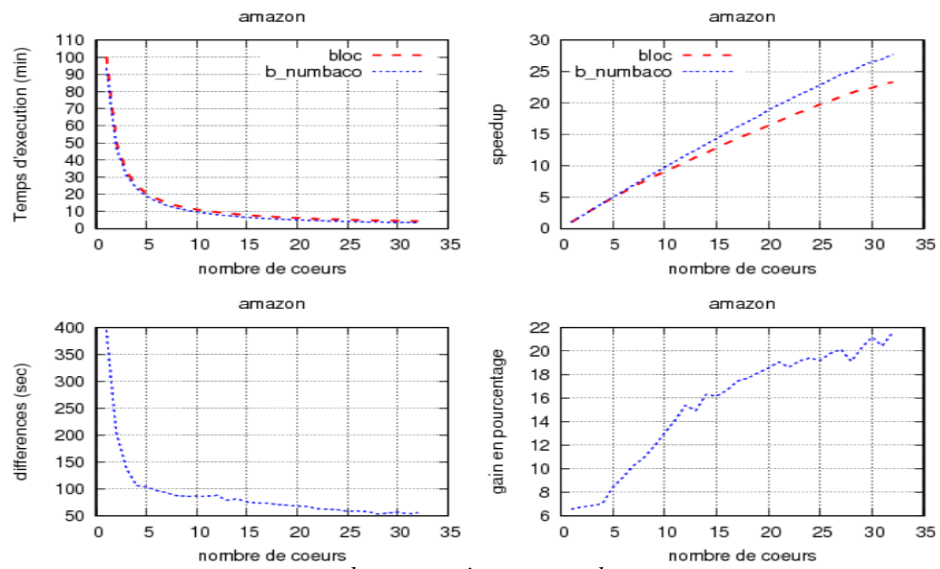 amazon
Temps d'execution (min)
110
100
90
80
70
60
50
40
30
20
10
0
bloc
b_numbaco
0 5 10 15 20 25 30 35
nombre de coeurs
amazon
speedup
30
25
20
15
10
5
0
bloc
b_numbaco
0 5 10 15 20 25 30 35
nombre de coeurs
amazon
differences (sec)
400
350
300
250
200
150
100
50
0 5 10 15 20 25 30 35
nombre de coeurs
amazon
gain en pourcentage
22
20
18
16
14
12
10
8
6
0 5 10 15 20 25 30 35
nombre de coeurs